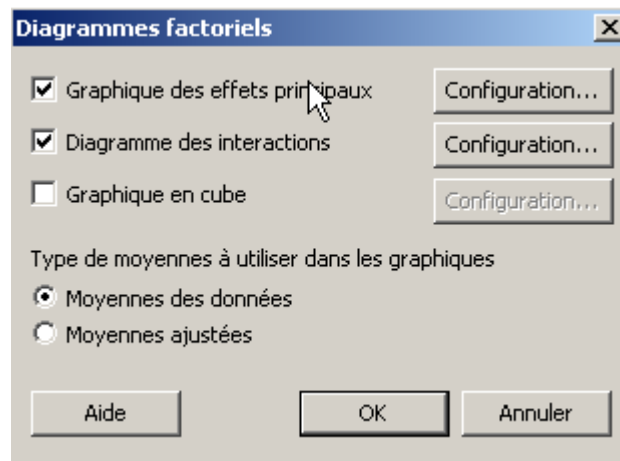 Diagrammes factoriels
Graphique des effets principaux
Configuration...
Diagramme des interactions
Configuration...
Graphique en cube
Configuration...
Type de moyennes à utiliser dans les graphiques
Moyennes des données
Moyennes ajustées
Aide
OK
Annuler